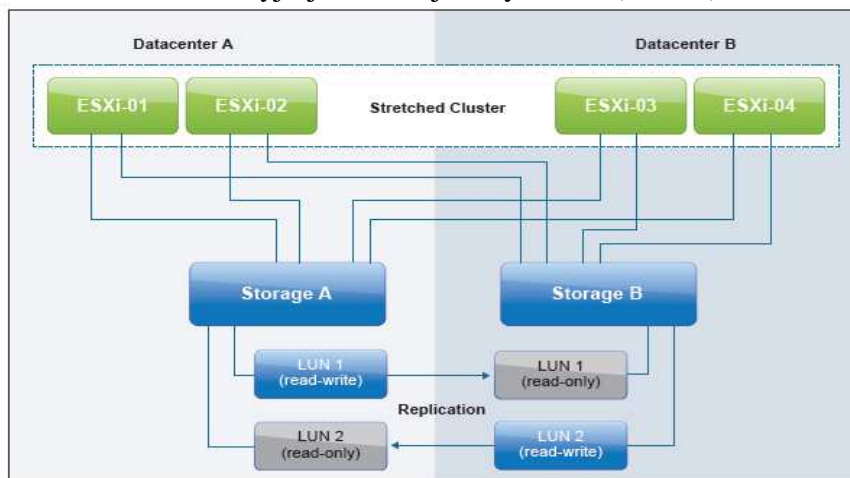 Datacenter A
Datacenter B
ESXi-01
ESXi-02
Stretched Cluster
ESXi-03
ESXi-04
Storage A
Storage B
LUN 1
(read-write)
LUN 1
(read-only)
Replication
LUN 2
(read-only)
LUN 2
(read-write)